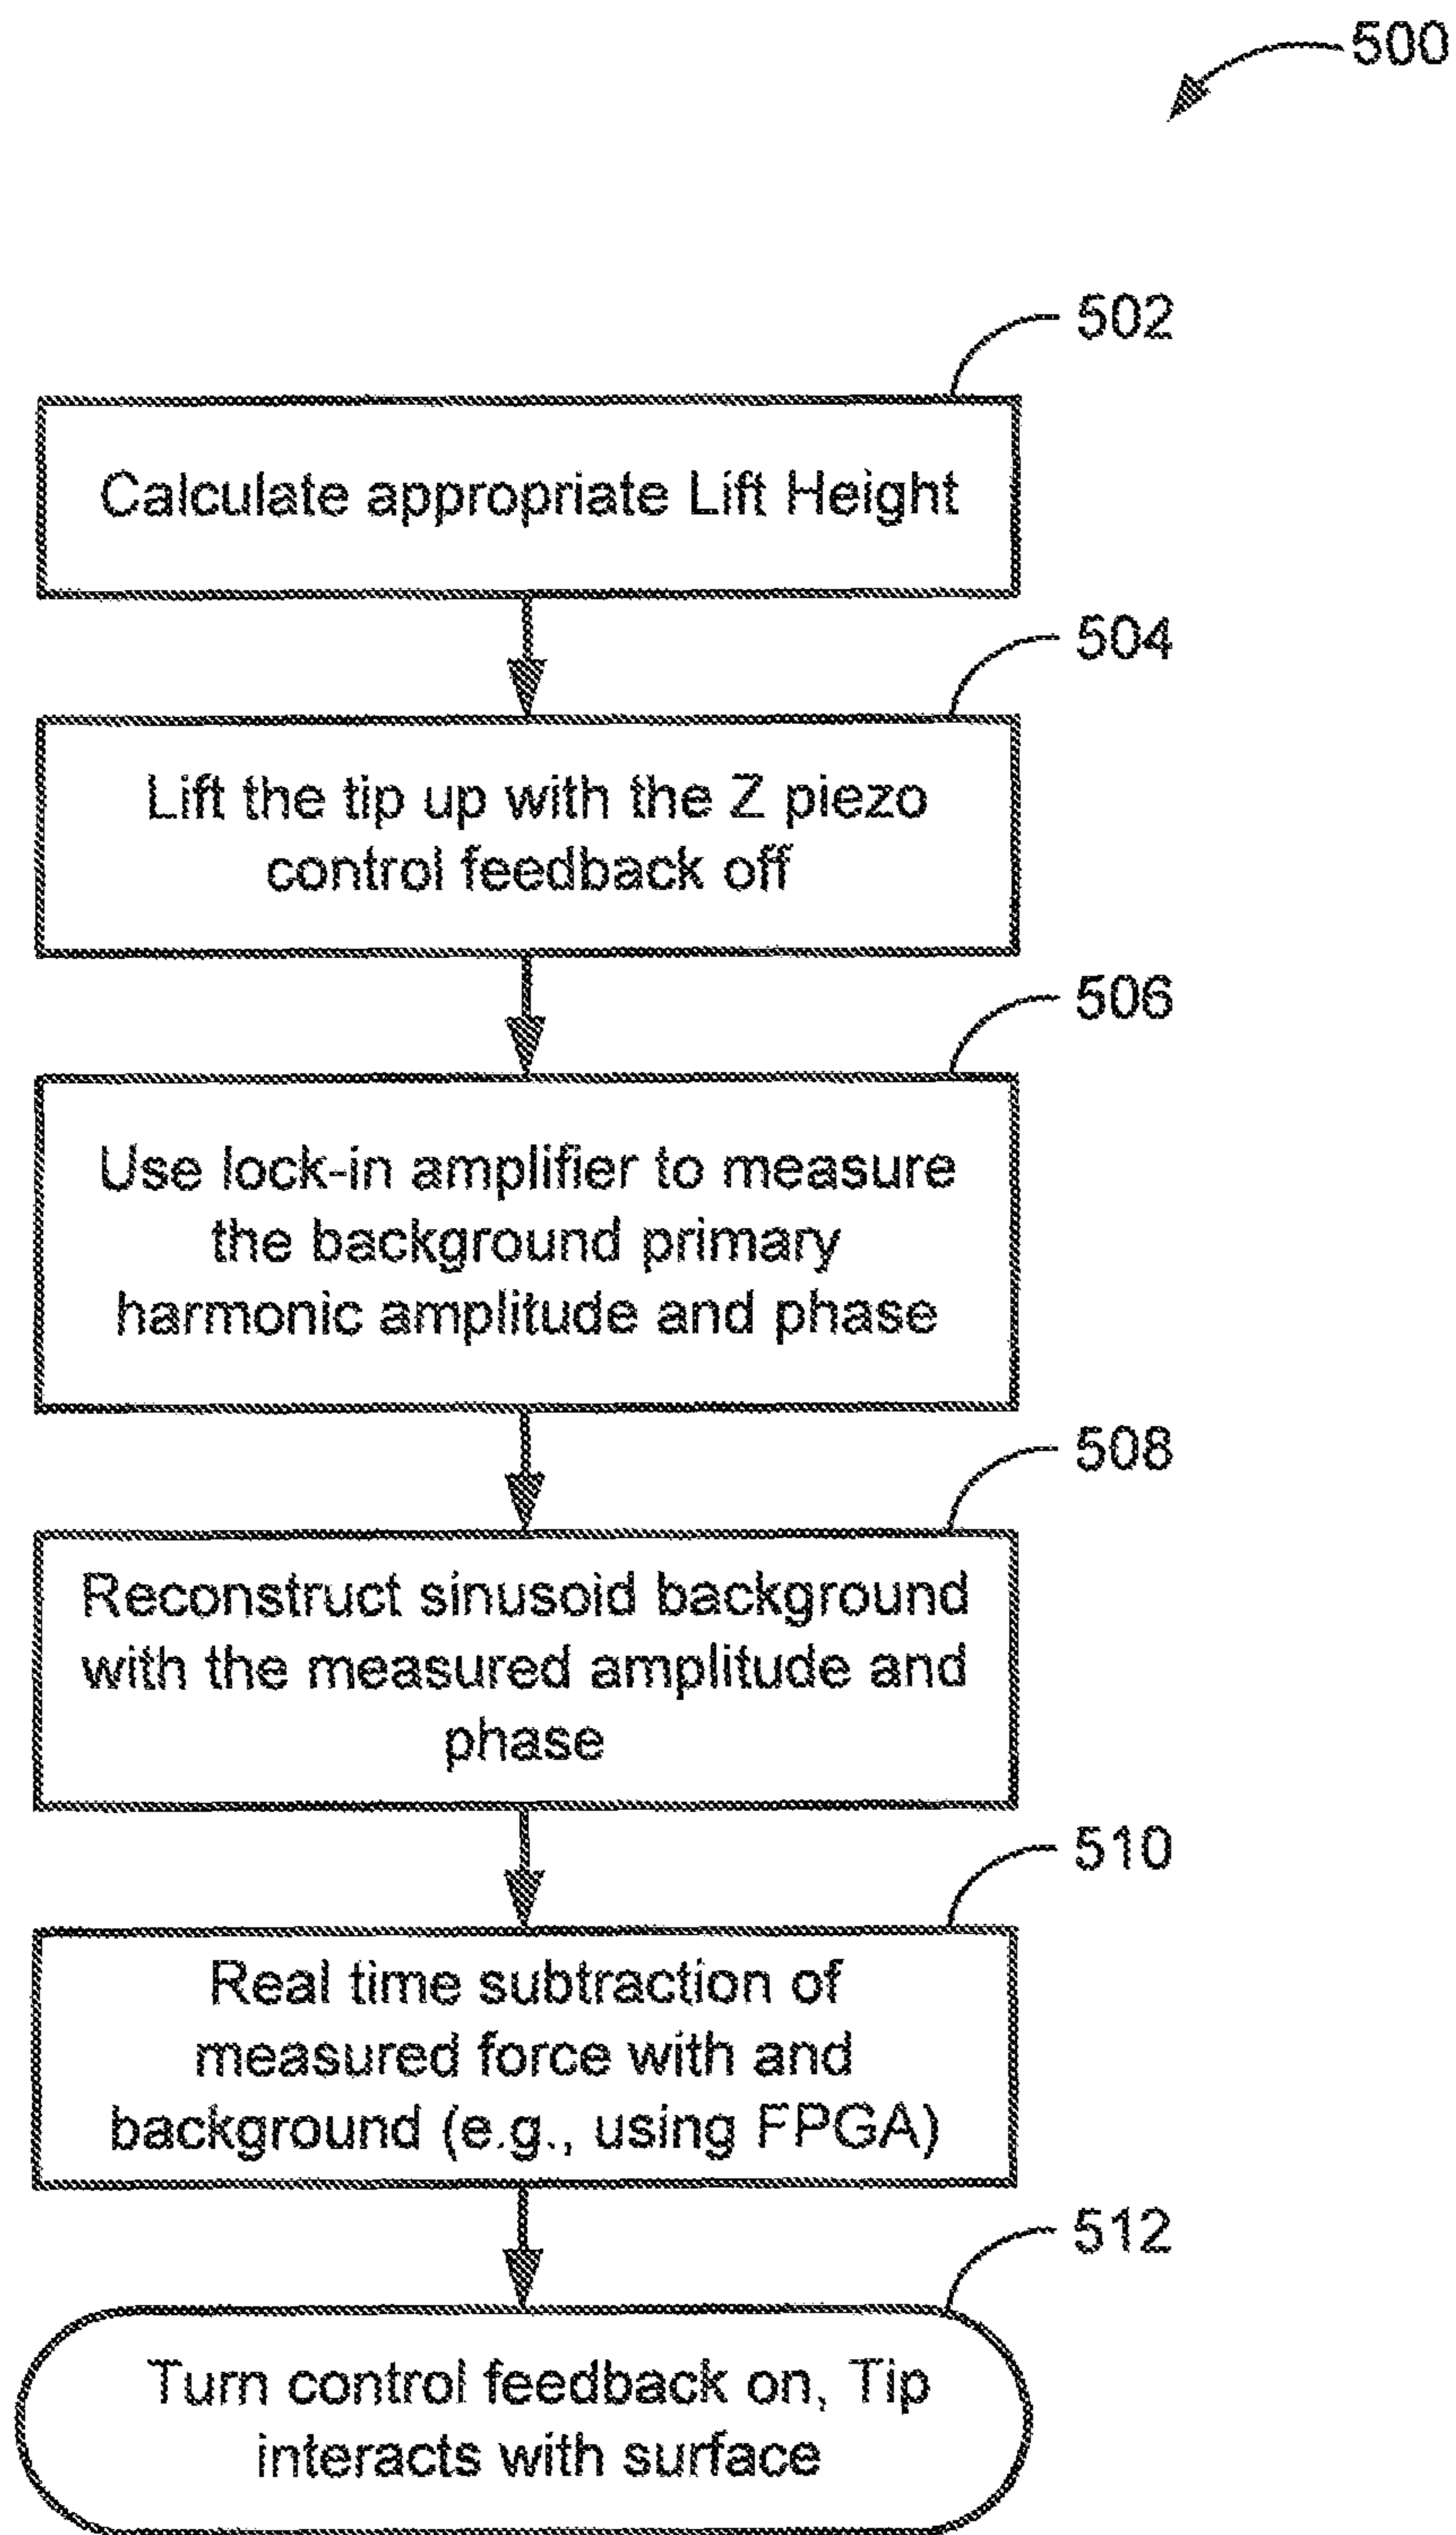 500
502
Calculate appropriate Lift Height
504
Lift the tip up with the Z piezo
control feedback off
506
Use lock-in amplifier to measure
the background primary
harmonic amplitude and phase
508
Reconstruct sinusoid background
with the measured amplitude and
phase
510
Real time subtraction of
measured force with and
background (e.g., using FPGA)
512
Turn control feedback on, Tip
interacts with surface